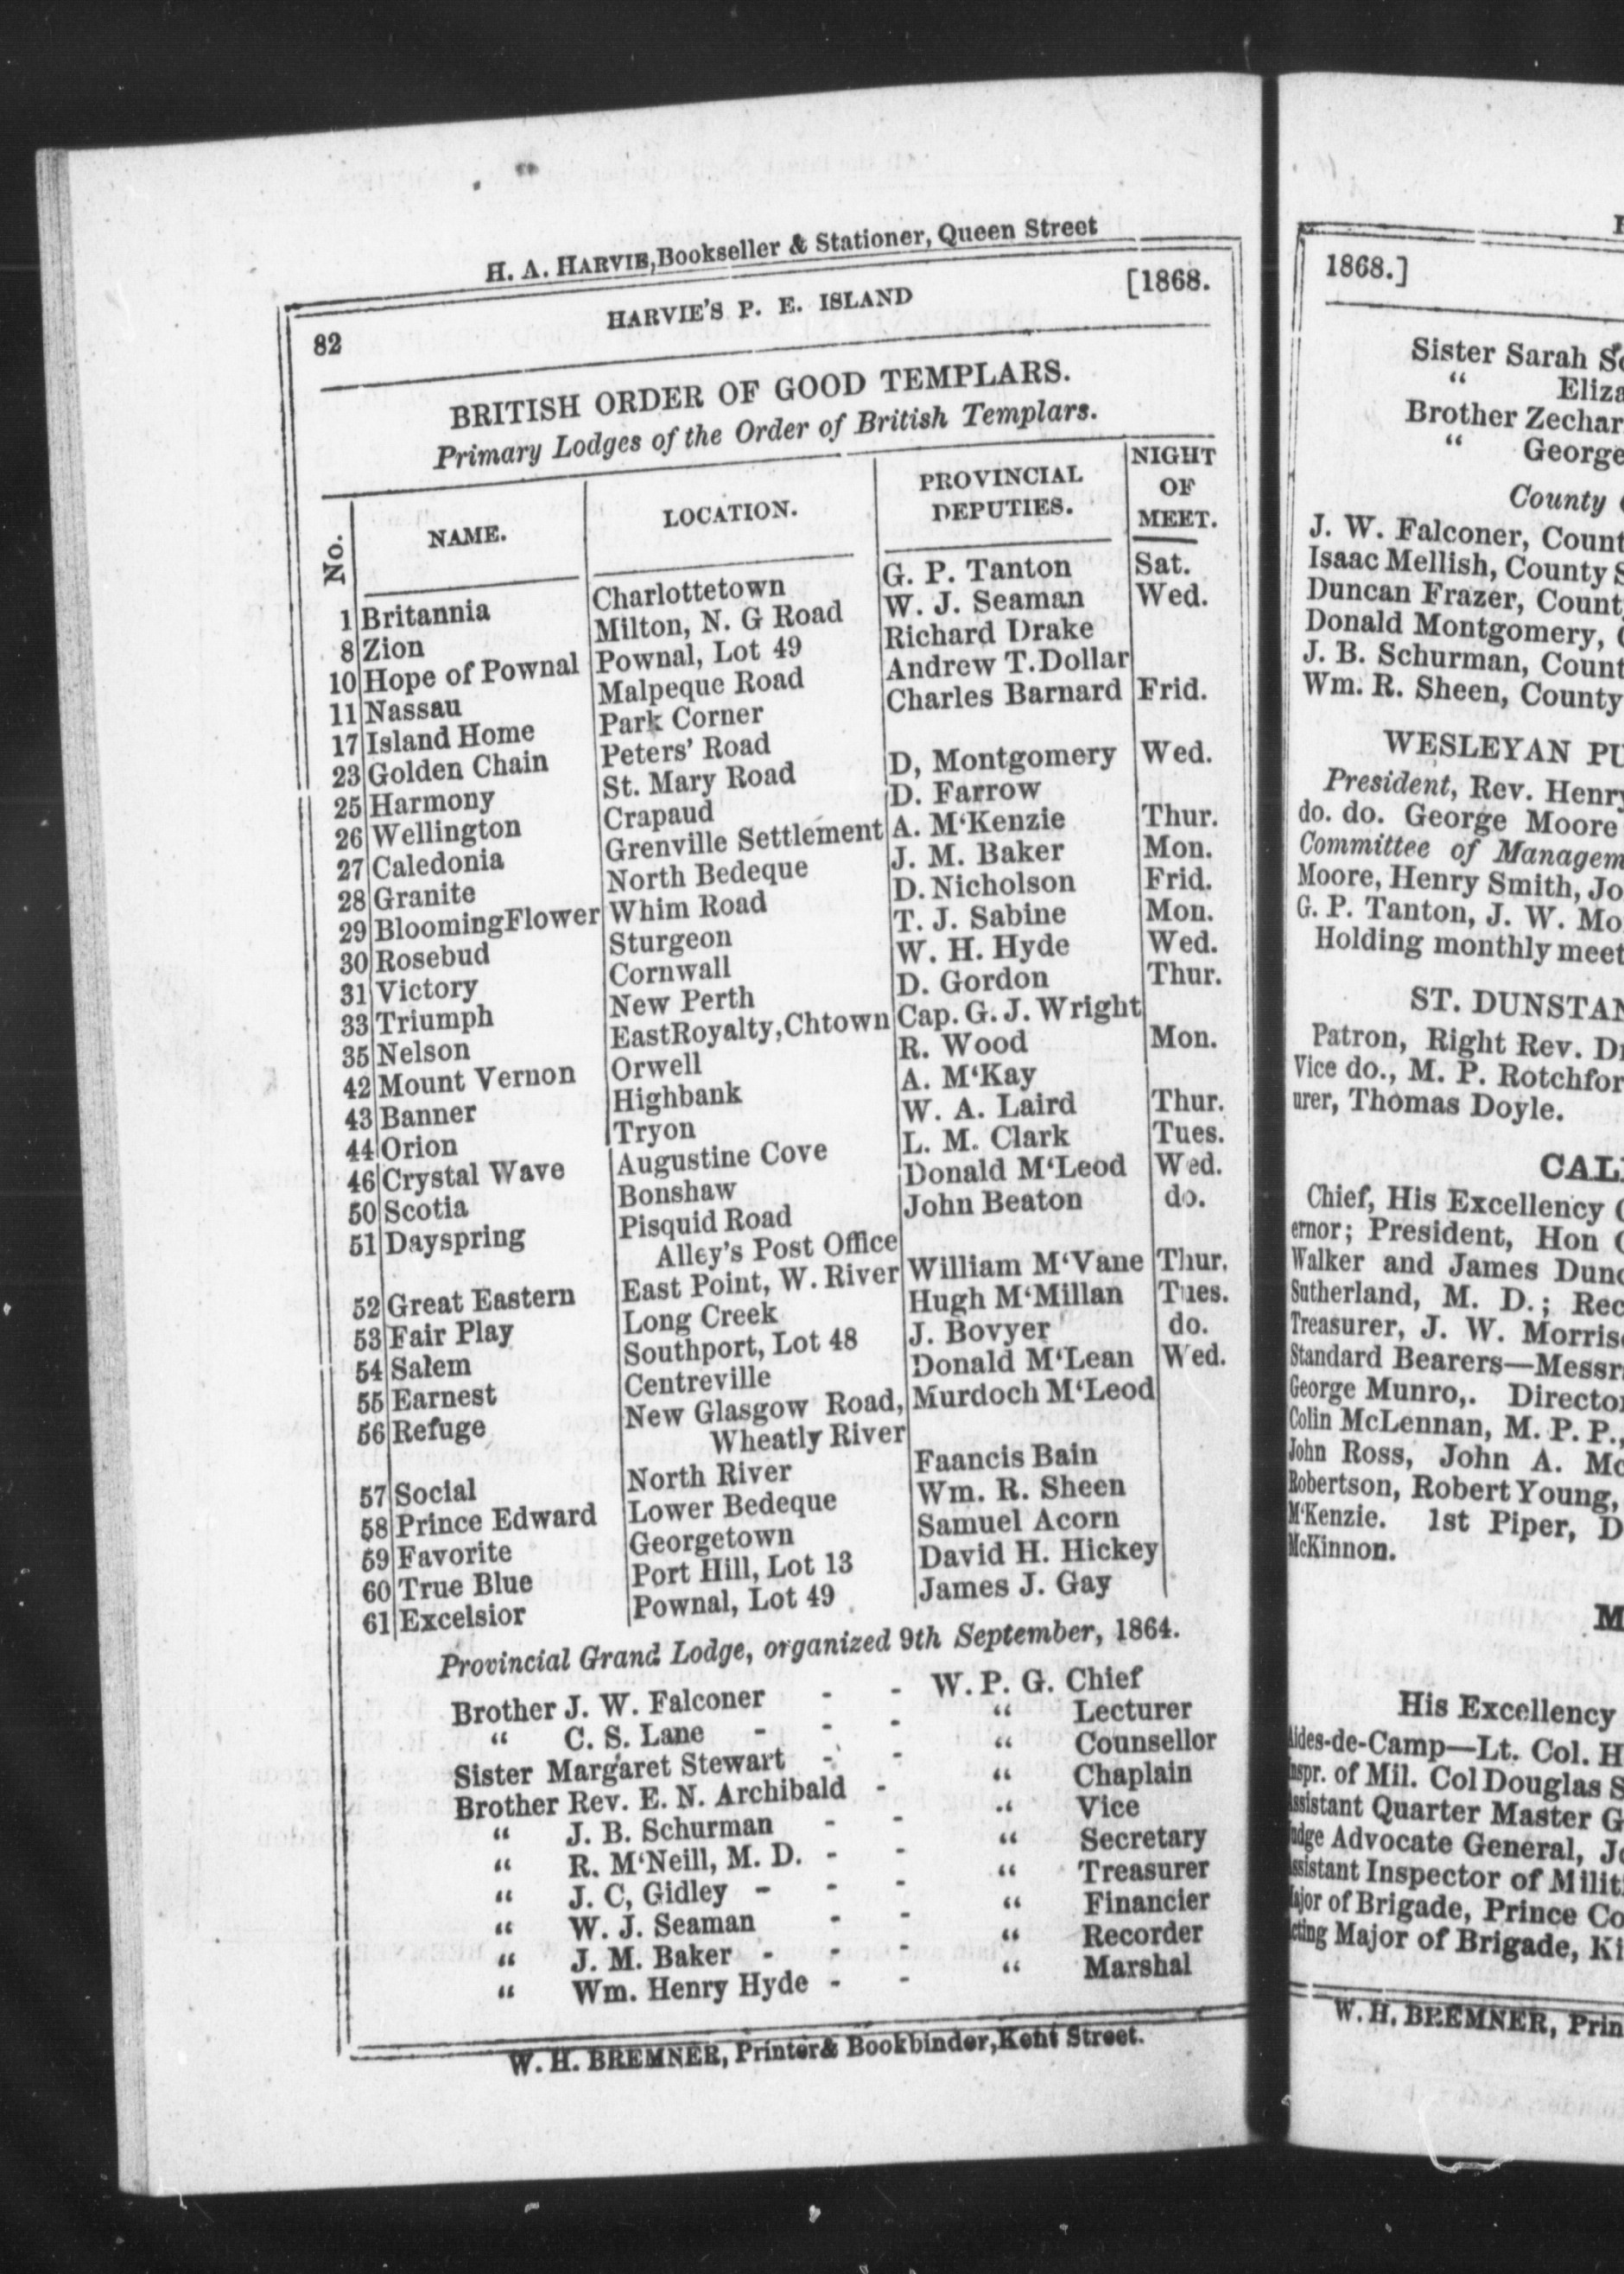 H. A. HARVIE, Bookseller & Stationer, Queen Street
82 HARVIE'S P. E. ISLAND [1868.
BRITISH ORDER OF GOOD TEMPLARS.
Primary Lodges of the Order of British Templars.
No. NAME. LOCATION. PROVINCIAL DEPUTIES. NIGHT OF MEET.
1 Britannia Charlottetown G. P. Tanton Sat.
8 Zion Milton, N. G Road W. J. Seaman Wed.
10 Hope of Pownal Pownal, Lot 49 Richard Drake
11 Nassau Malpeque Road Andrew T. Dollar
17 Island Home Park Corner Charles Barnard Frid.
23 Golden Chain Peters' Road
25 Harmony St. Mary Road D, Montgomery Wed.
26 Wellington Crapaud D. Farrow
27 Caledonia Grenville Settlement A. M'Kenzie Thur.
28 Granite North Bedeque J. M. Baker Mon.
29 BloomingFlower Whim Road D. Nicholson Frid.
30 Rosebud Sturgeon T. J. Sabine Mon.
31 Victory Cornwall W. H. Hyde Wed.
33 Triumph New Perth D. Gordon Thur.
35 Nelson EastRoyalty,Chtown Cap. G. J. Wright
42 Mount Vernon Orwell R. Wood Mon.
43 Banner Highbank A. M'Kay
44 Orion Tryon W. A. Laird Thur.
46 Crystal Wave Augustine Cove L. M. Clark Tues.
50 Scotia Bonshaw Donald M'Leod Wed.
51 Dayspring Pisquid Road John Beaton do.
Alley's Post Office
52 Great Eastern East Point, W. River William M'Vane Thur.
53 Fair Play Long Creek Hugh M'Millan Tues.
54 Salem Southport, Lot 48 J. Bovyer do.
55 Earnest Centreville Donald M'Lean Wed.
56 Refuge New Glasgow Road, Murdoch M'Leod
Wheatly River
57 Social North River Faancis Bain
58 Prince Edward Lower Bedeque Wm. R. Sheen
59 Favorite Georgetown Samuel Acorn
60 True Blue Port Hill, Lot 13 David H. Hickey
61 Excelsior Pownal, Lot 49 James J. Gay
Provincial Grand Lodge, organized 9th September, 1864.
Brother J. W. Falconer - - W. P. G. Chief
" C. S. Lane - - - " Lecturer
Sister Margaret Stewart - - " Counsellor
Brother Rev. E. N. Archibald - " Chaplain
" J. B. Schurman - - " Vice
" R. M'Neill, M. D. - - " Secretary
" J. C, Gidley - - - " Treasurer
" W. J. Seaman - - " Financier
" J. M. Baker - - - " Recorder
" Wm. Henry Hyde - - " Marshal
W. H. BREMNER, Printer& Bookbinder,Kent Street.
1868.]
Sister Sarah
" Eliza
Brother Zechar
" George
County
J. W. Falconer, Count
Isaac Mellish, County S
Duncan Frazer, Count
Donald Montgomery,
J. B. Schurman, Count
Wm. R. Sheen, County
WESLEYAN PU
President, Rev. Henry
do. do. George Moore
Committee of Managem
Moore, Henry Smith, Jo
G. P. Tanton, J. W. Mo
Holding monthly meet
ST. DUNSTAN
Patron, Right Rev. Dr
Vice do., M. P. Rotchfor
urer, Thomas Doyle.
CAL
Chief, His Excellency
ernor; President, Hon
Walker and James Dunc
Sutherland, M. D.; Rec
Treasurer, J. W. Morris
Standard Bearers—Messr
George Munro,. Director
Colin McLennan, M. P. P.,
John Ross, John A. Mc
Robertson, Robert Young,
M'Kenzie. 1st Piper, D
McKinnon.
M
His Excellency
Aides-de-Camp—Lt. Col. H
Inspr. of Mil. Col Douglas S
Assistant Quarter Master G
Judge Advocate General, Jo
Assistant Inspector of Milit
Major of Brigade, Prince Co
Acting Major of Brigade, Ki
W. H. BREMNER, Prin